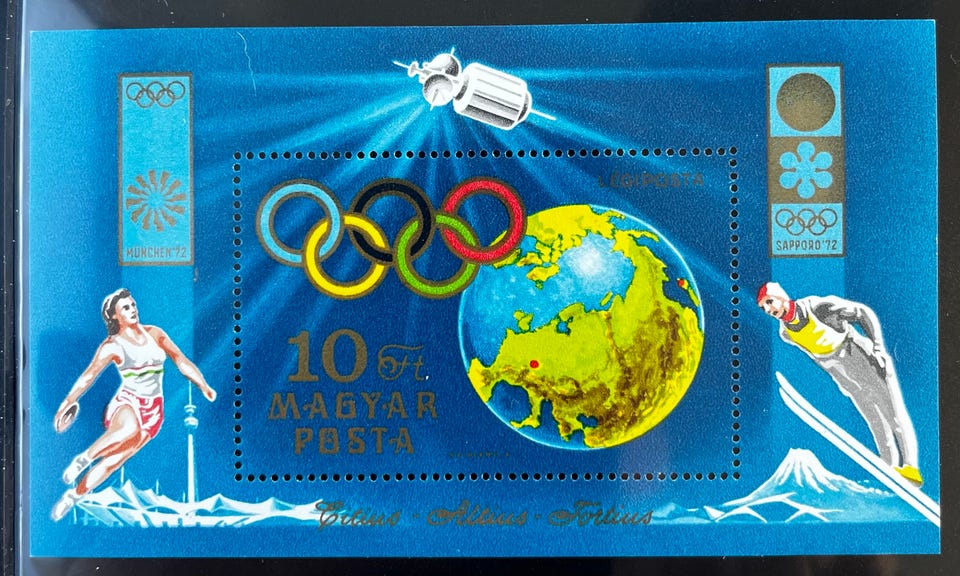 MÜNCHEN'72
SAPPORO'72
LÉGIPOSTA
10 Ft
MAGYAR
POSTA
Citius · Altius · Fortius